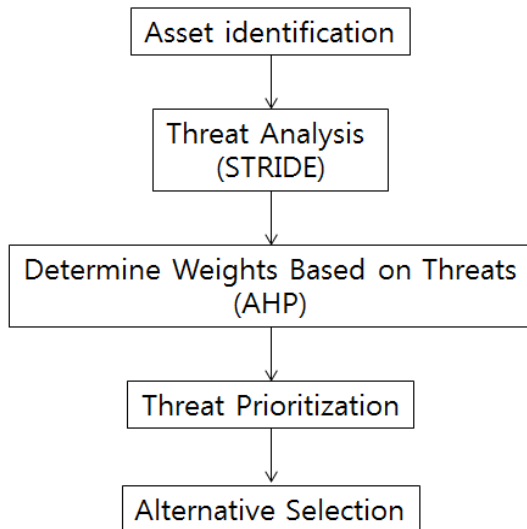 Asset identification
Threat Analysis
(STRIDE)
Determine Weights Based on Threats
(AHP)
Threat Prioritization
Alternative Selection